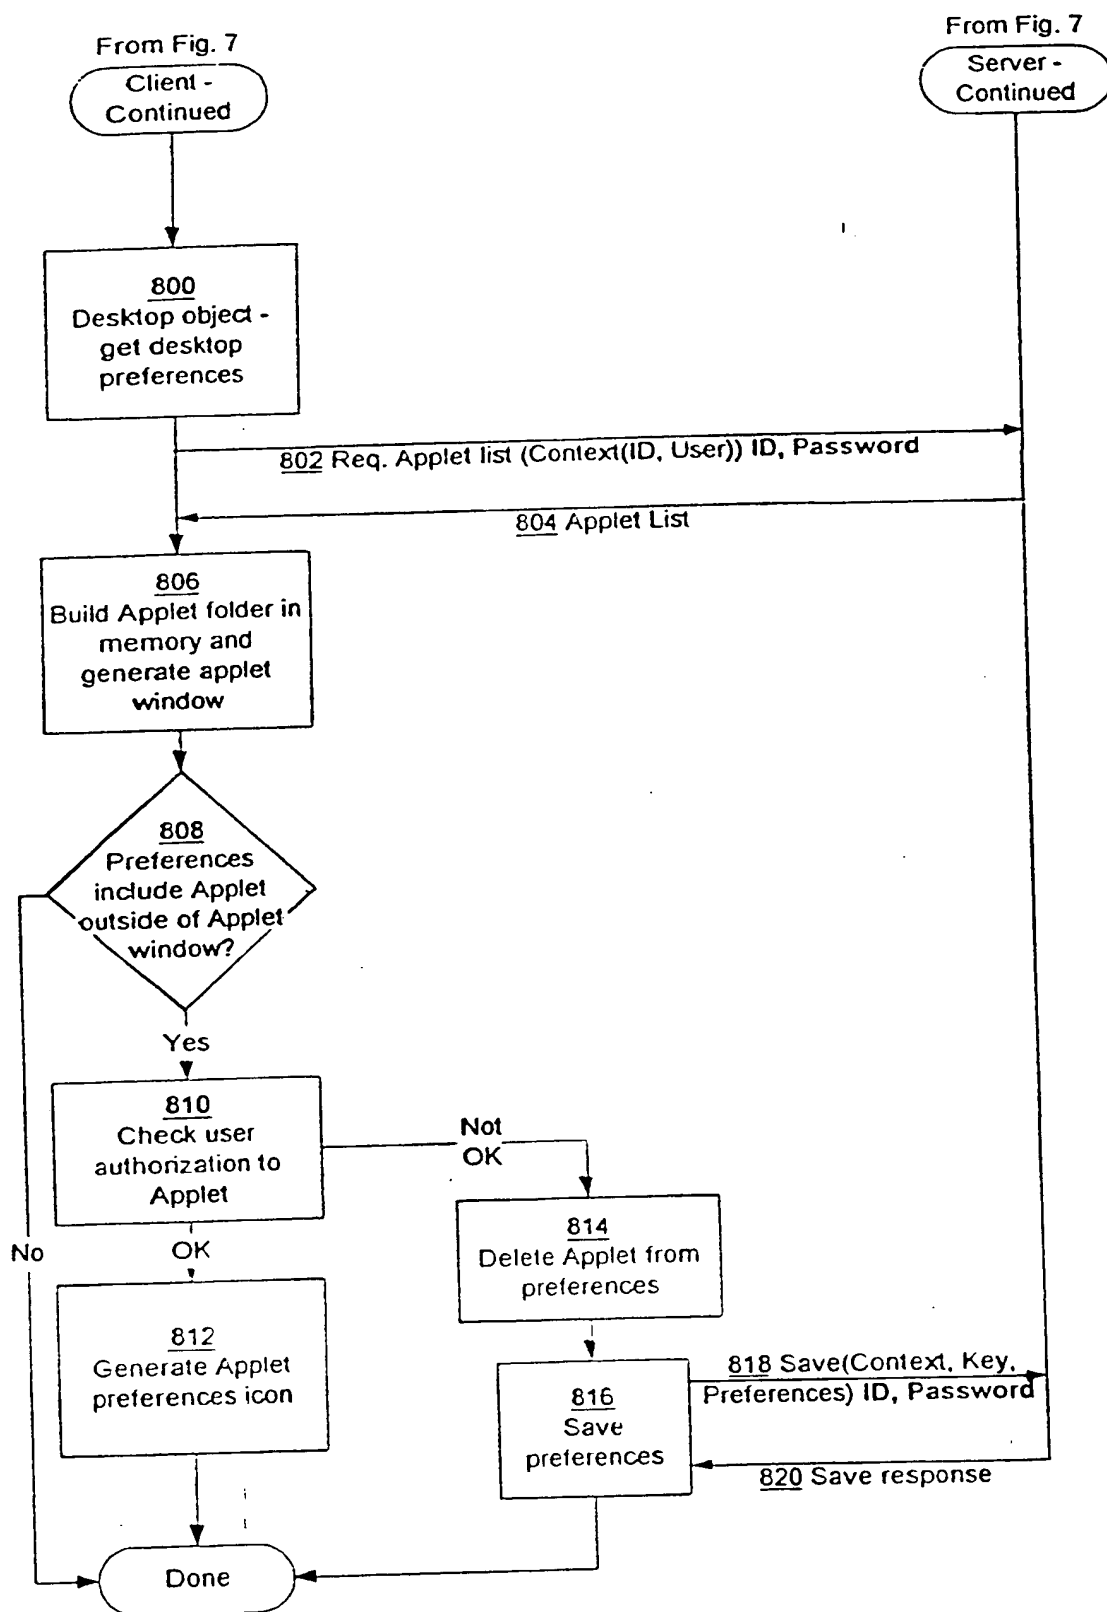 From Fig. 7
Client -
Continued
From Fig. 7
Server -
Continued
800
Desktop object -
get desktop
preferences
802 Req. Applet list (Context(ID, User)) ID, Password
804 Applet List
806
Build Applet folder in
memory and
generate applet
window
808
Preferences
include Applet
outside of Applet
window?
Yes
No
810
Check user
authorization to
Applet
Not
OK
OK
814
Delete Applet from
preferences
812
Generate Applet
preferences icon
816
Save
preferences
818 Save(Context, Key,
Preferences) ID, Password
820 Save response
Done